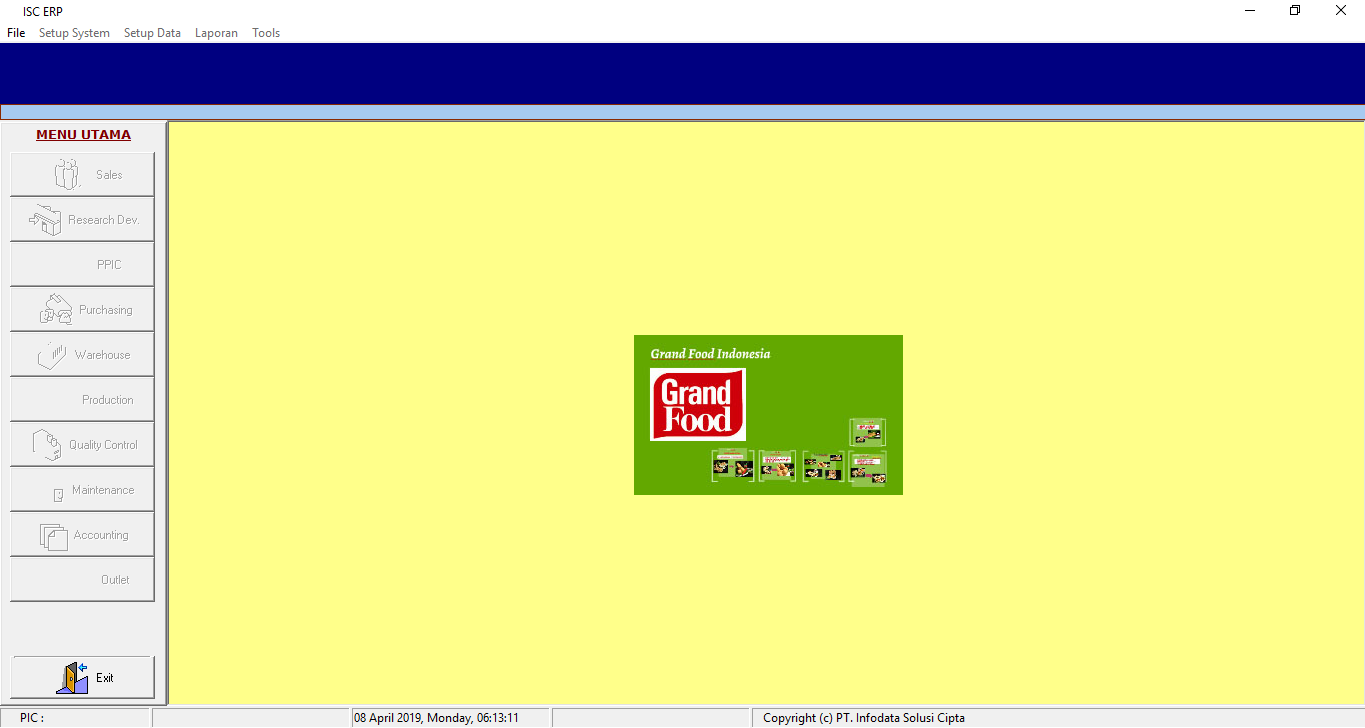 ISC ERP
File Setup System Setup Data Laporan Tools
MENU UTAMA
Sales
Research Dev.
PPIC
Purchasing
Warehouse
Production
Quality Control
Maintenance
Accounting
Outlet
Exit
Grand Food Indonesia
Grand
Food
PIC :
08 April 2019, Monday, 06:13:11
Copyright (c) PT. Infodata Solusi Cipta